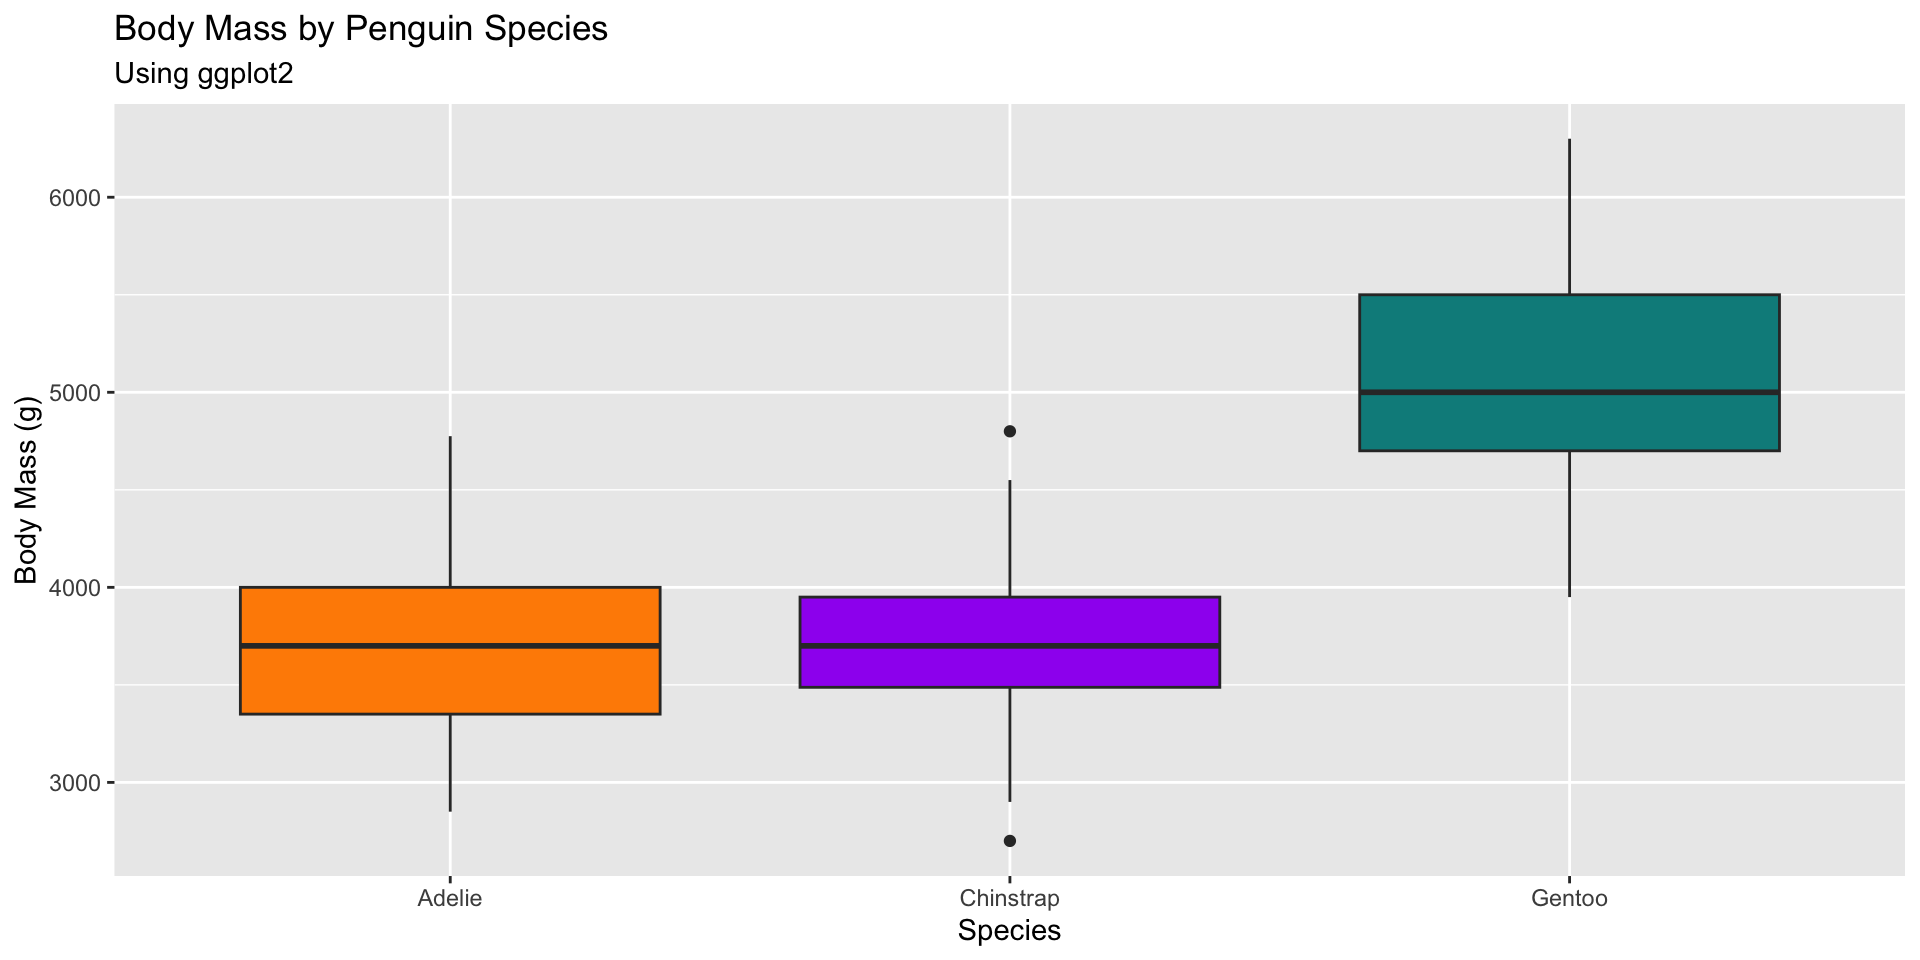 Body Mass by Penguin Species
Using ggplot2
Body Mass (g)
6000
5000
4000
3000
Adelie
Chinstrap
Gentoo
Species